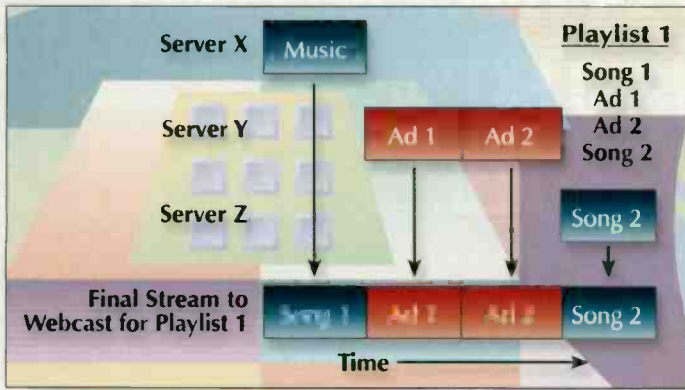 Server X
Music
Playlist 1
Song 1
Ad 1
Ad 2
Song 2
Server Y
Ad 1
Ad 2
Server Z
Song 2
Final Stream to
Webcast for Playlist 1
Song 1
Ad 1
Ad 2
Song 2
Time